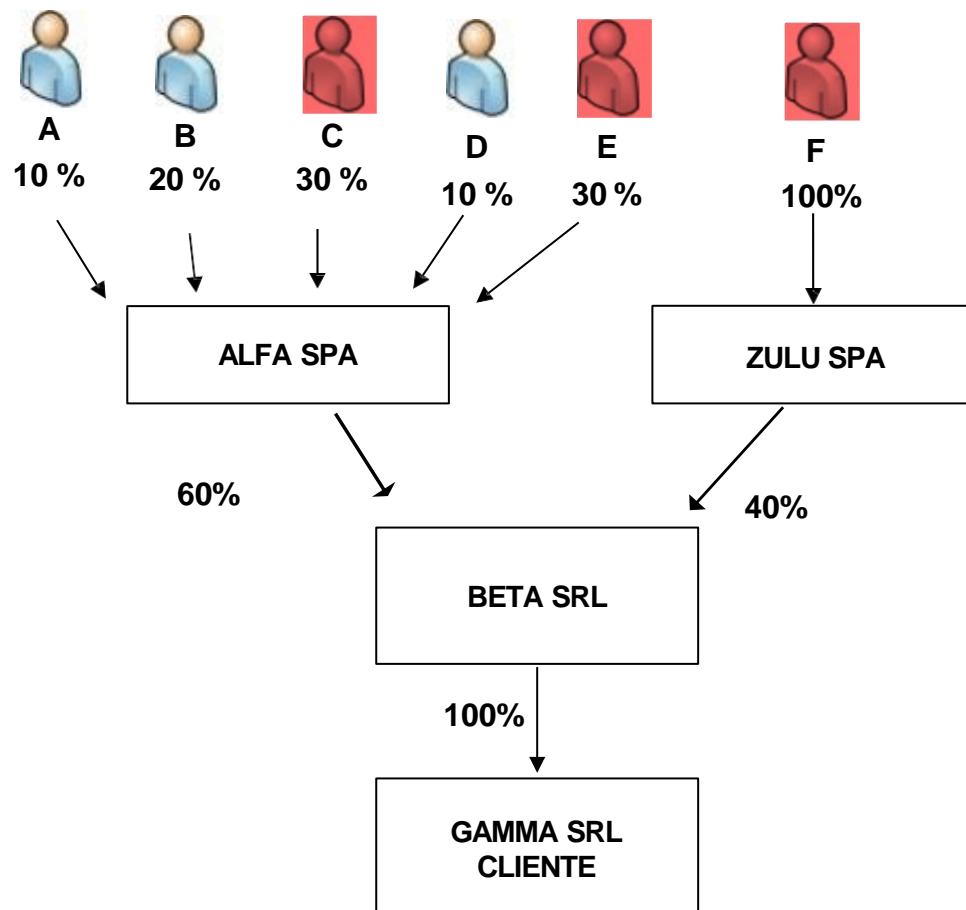 A
B
C
D
E
F
10 %
20 %
30 %
10 %
30 %
100%
ALFA SPA
ZULU SPA
60%
40%
BETA SRL
100%
GAMMA SRL
CLIENTE